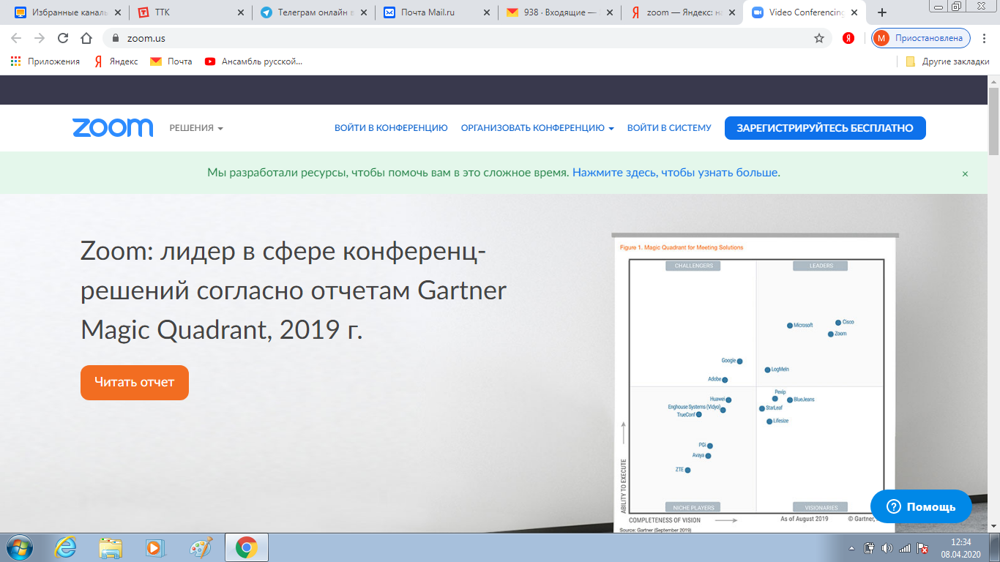 Избранные каналы
ТТК
Телеграм онлайн в
Почта Mail.ru
938 · Входящие —
zoom — Яндекс: на
Video Conferencing
zoom.us
М
Приостановлена
Приложения
Яндекс
Почта
Ансамбль русской...
Другие закладки
zoom
РЕШЕНИЯ
ВОЙТИ В КОНФЕРЕНЦИЮ
ОРГАНИЗОВАТЬ КОНФЕРЕНЦИЮ
ВОЙТИ В СИСТЕМУ
ЗАРЕГИСТРИРУЙТЕСЬ БЕСПЛАТНО
Мы разработали ресурсы, чтобы помочь вам в это сложное время. Нажмите здесь, чтобы узнать больше.
Zoom: лидер в сфере конференц-
решений согласно отчетам Gartner
Magic Quadrant, 2019 г.
Читать отчет
Figure 1. Magic Quadrant for Meeting Solutions
CHALLENGERS
LEADERS
Microsoft
Cisco
Zoom
Google
LogMeIn
Adobe
Pexip
Huawei
BlueJeans
Enghouse Systems (Vidyo)
StarLeaf
TrueConf
Lifesize
PGi
Avaya
ZTE
NICHE PLAYERS
VISIONARIES
ABILITY TO EXECUTE
COMPLETENESS OF VISION
As of August 2019
© Gartner,
Source: Gartner (September 2019)
Помощь
12:34
08.04.2020